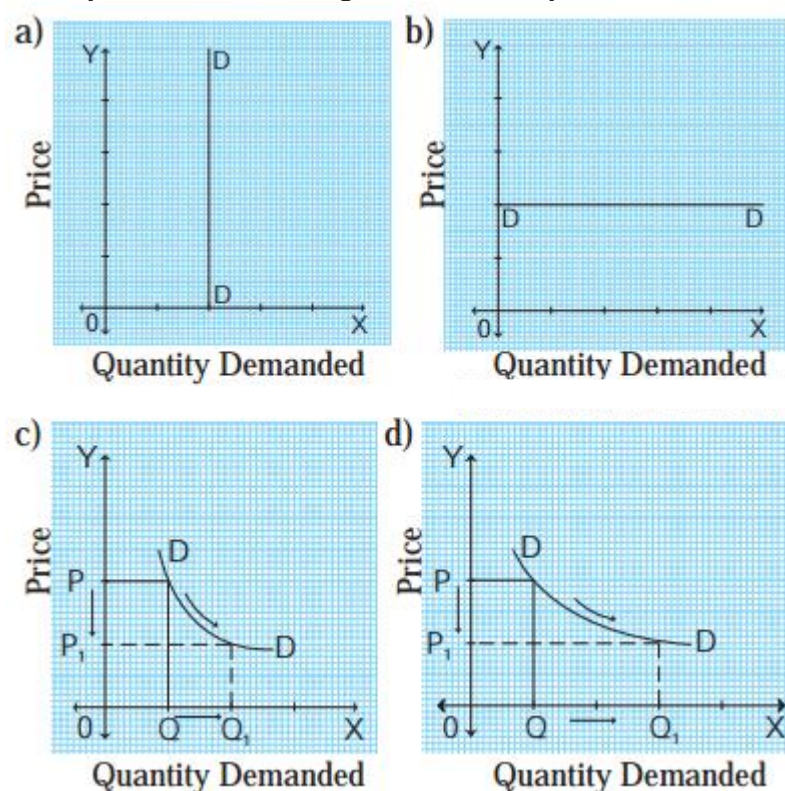 a)
Y
D
Price
D
0
X
Quantity Demanded
b)
Y
Price
D D
0
X
Quantity Demanded
c)
Y
D
Price
P
P₁
D
0 Q Q₁ X
Quantity Demanded
d)
Y
D
Price
P
P₁
D
0 Q Q₁ X
Quantity Demanded